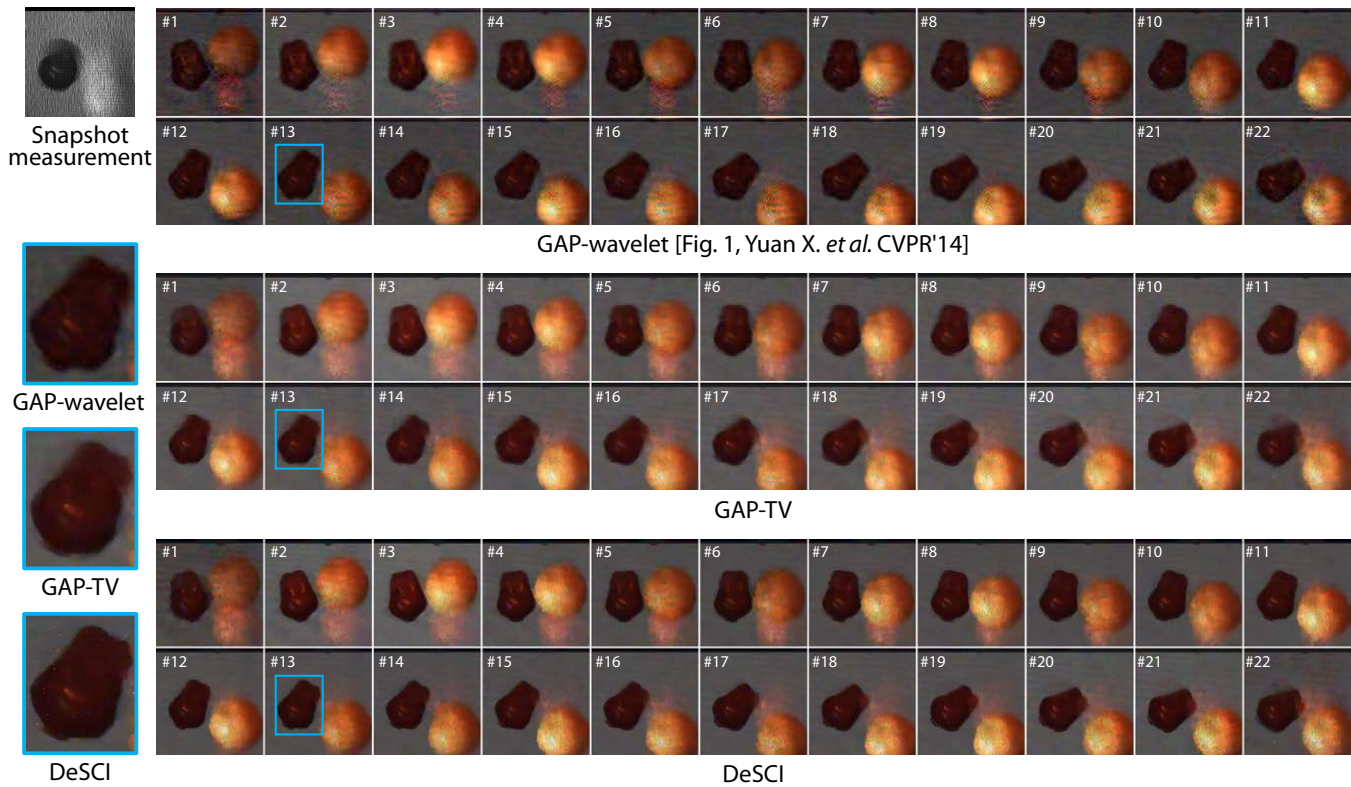 Snapshot
measurement
#1 #2 #3 #4 #5 #6 #7 #8 #9 #10 #11
#12 #13 #14 #15 #16 #17 #18 #19 #20 #21 #22
GAP-wavelet [Fig. 1, Yuan X. et al. CVPR'14]
GAP-wavelet
#1 #2 #3 #4 #5 #6 #7 #8 #9 #10 #11
#12 #13 #14 #15 #16 #17 #18 #19 #20 #21 #22
GAP-TV
GAP-TV
#1 #2 #3 #4 #5 #6 #7 #8 #9 #10 #11
#12 #13 #14 #15 #16 #17 #18 #19 #20 #21 #22
DeSCI
DeSCI